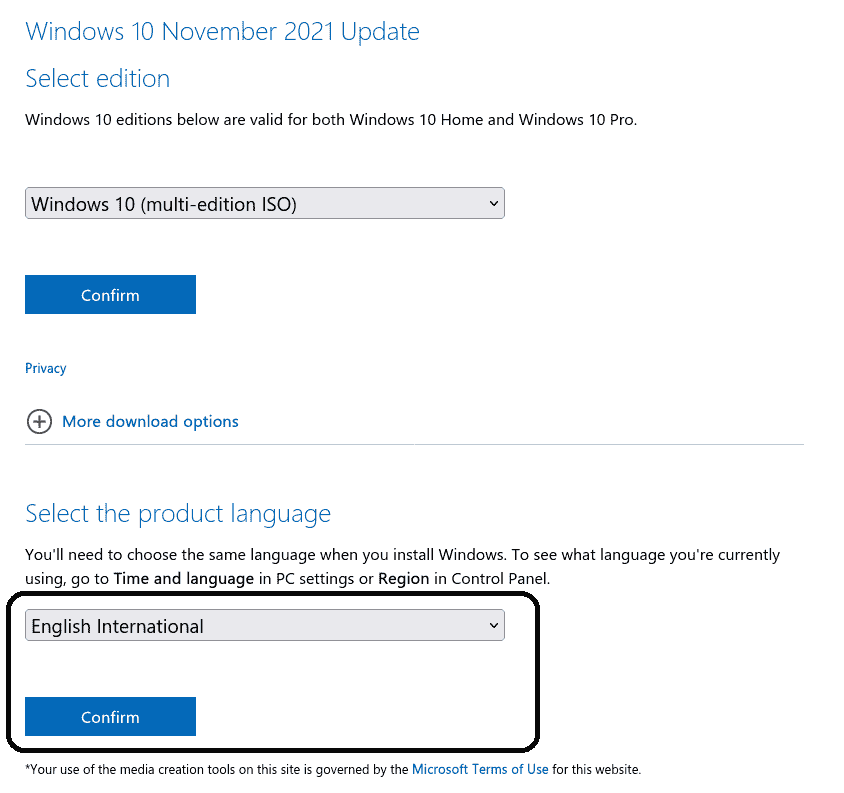 Windows 10 November 2021 Update
Select edition
Windows 10 editions below are valid for both Windows 10 Home and Windows 10 Pro.
Windows 10 (multi-edition ISO)
Confirm
Privacy
More download options
Select the product language
You'll need to choose the same language when you install Windows. To see what language you're currently
using, go to Time and language in PC settings or Region in Control Panel.
English International
Confirm
*Your use of the media creation tools on this site is governed by the Microsoft Terms of Use for this website.